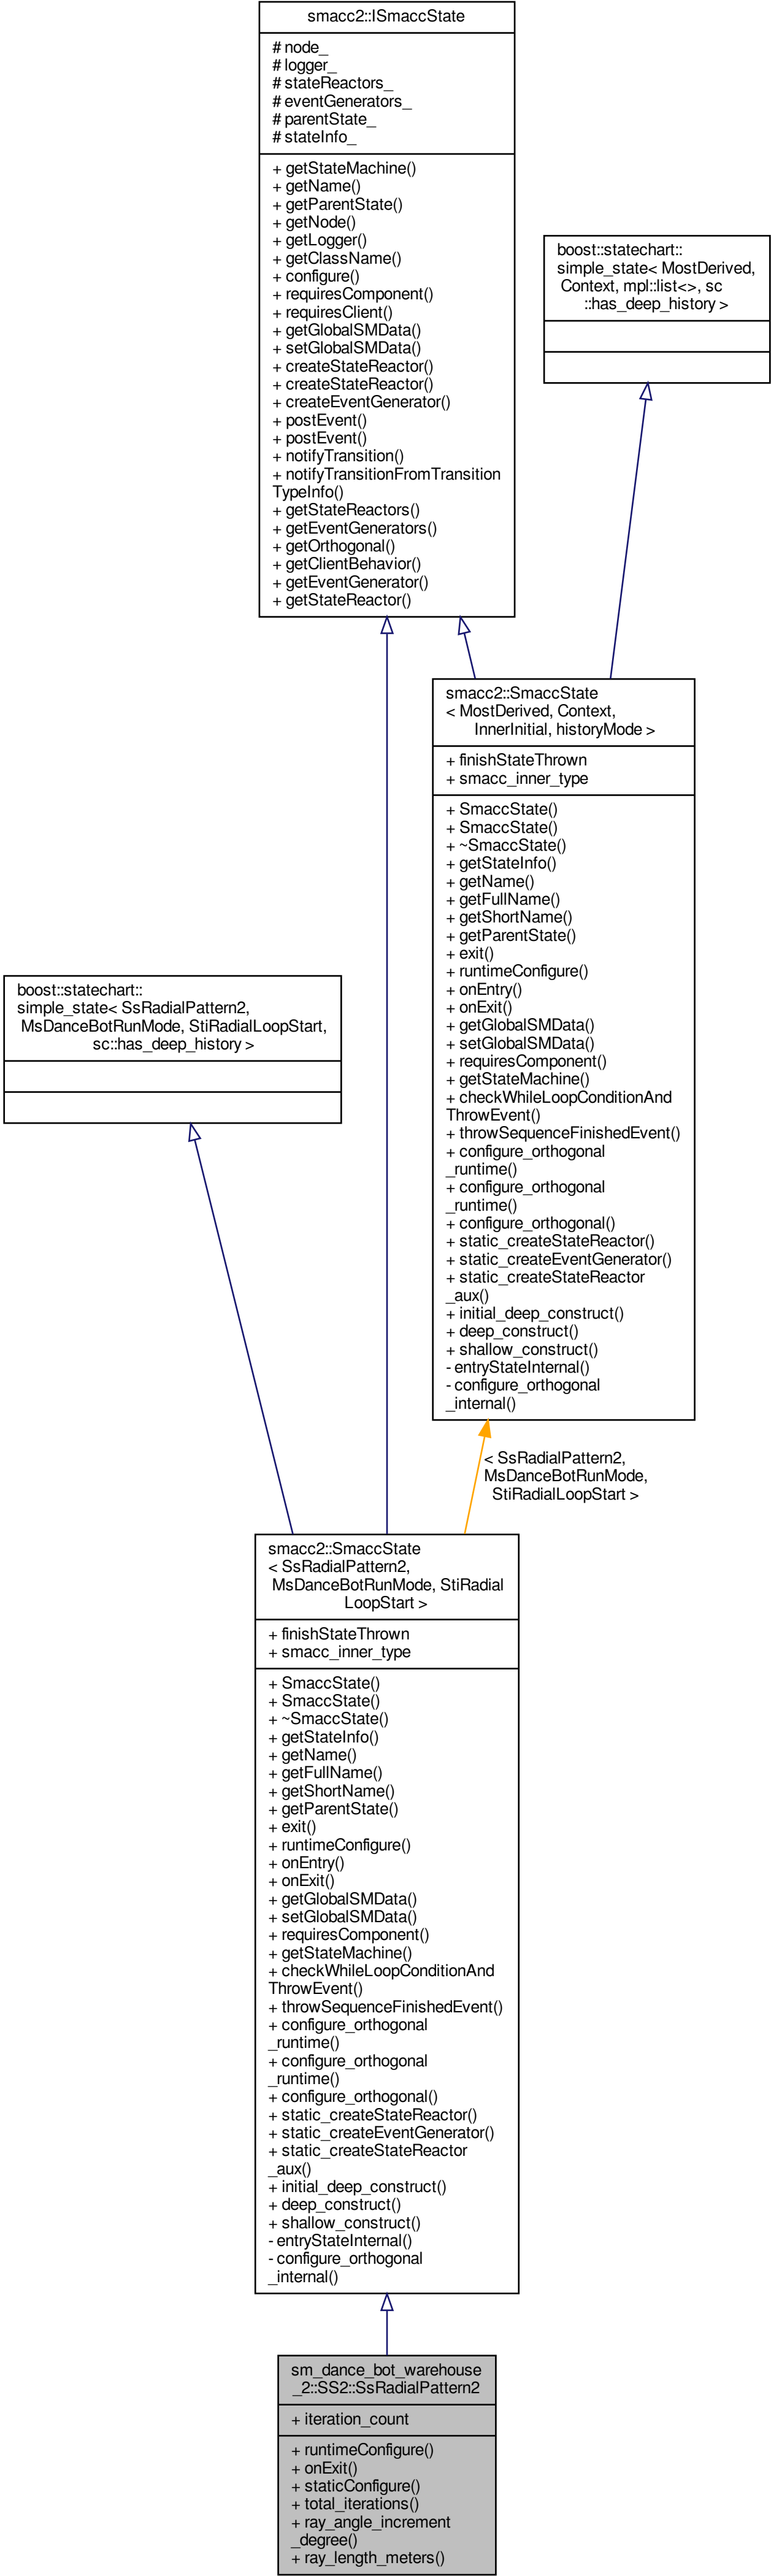 smacc2::ISmaccState
# node_
# logger_
# stateReactors_
# eventGenerators_
# parentState_
# stateInfo_
+ getStateMachine()
+ getName()
+ getParentState()
+ getNode()
+ getLogger()
+ getClassName()
+ configure()
+ requiresComponent()
+ requiresClient()
+ getGlobalSMData()
+ setGlobalSMData()
+ createStateReactor()
+ createStateReactor()
+ createEventGenerator()
+ postEvent()
+ postEvent()
+ notifyTransition()
+ notifyTransitionFromTransition
TypeInfo()
+ getStateReactors()
+ getEventGenerators()
+ getOrthogonal()
+ getClientBehavior()
+ getEventGenerator()
+ getStateReactor()
boost::statechart::
simple_state< MostDerived,
Context, mpl::list<>, sc
::has_deep_history >
smacc2::SmaccState
< MostDerived, Context,
InnerInitial, historyMode >
+ finishStateThrown
+ smacc_inner_type
+ SmaccState()
+ SmaccState()
+ ~SmaccState()
+ getStateInfo()
+ getName()
+ getFullName()
+ getShortName()
+ getParentState()
+ exit()
+ runtimeConfigure()
+ onEntry()
+ onExit()
+ getGlobalSMData()
+ setGlobalSMData()
+ requiresComponent()
+ getStateMachine()
+ checkWhileLoopConditionAnd
ThrowEvent()
+ throwSequenceFinishedEvent()
+ configure_orthogonal
_runtime()
+ configure_orthogonal
_runtime()
+ configure_orthogonal()
+ static_createStateReactor()
+ static_createEventGenerator()
+ static_createStateReactor
_aux()
+ initial_deep_construct()
+ deep_construct()
+ shallow_construct()
- entryStateInternal()
- configure_orthogonal
_internal()
boost::statechart::
simple_state< SsRadialPattern2,
MsDanceBotRunMode, StiRadialLoopStart,
sc::has_deep_history >
< SsRadialPattern2,
MsDanceBotRunMode,
StiRadialLoopStart >
smacc2::SmaccState
< SsRadialPattern2,
MsDanceBotRunMode, StiRadial
LoopStart >
+ finishStateThrown
+ smacc_inner_type
+ SmaccState()
+ SmaccState()
+ ~SmaccState()
+ getStateInfo()
+ getName()
+ getFullName()
+ getShortName()
+ getParentState()
+ exit()
+ runtimeConfigure()
+ onEntry()
+ onExit()
+ getGlobalSMData()
+ setGlobalSMData()
+ requiresComponent()
+ getStateMachine()
+ checkWhileLoopConditionAnd
ThrowEvent()
+ throwSequenceFinishedEvent()
+ configure_orthogonal
_runtime()
+ configure_orthogonal
_runtime()
+ configure_orthogonal()
+ static_createStateReactor()
+ static_createEventGenerator()
+ static_createStateReactor
_aux()
+ initial_deep_construct()
+ deep_construct()
+ shallow_construct()
- entryStateInternal()
- configure_orthogonal
_internal()
sm_dance_bot_warehouse
_2::SS2::SsRadialPattern2
+ iteration_count
+ runtimeConfigure()
+ onExit()
+ staticConfigure()
+ total_iterations()
+ ray_angle_increment
_degree()
+ ray_length_meters()